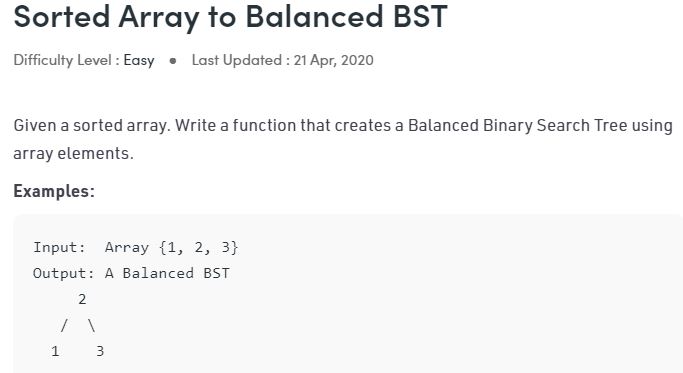 Sorted Array to Balanced BST
Difficulty Level : Easy ● Last Updated : 21 Apr, 2020
Given a sorted array. Write a function that creates a Balanced Binary Search Tree using
array elements.
Examples:
Input:  Array {1, 2, 3}
Output: A Balanced BST
     2
   /  \
  1    3